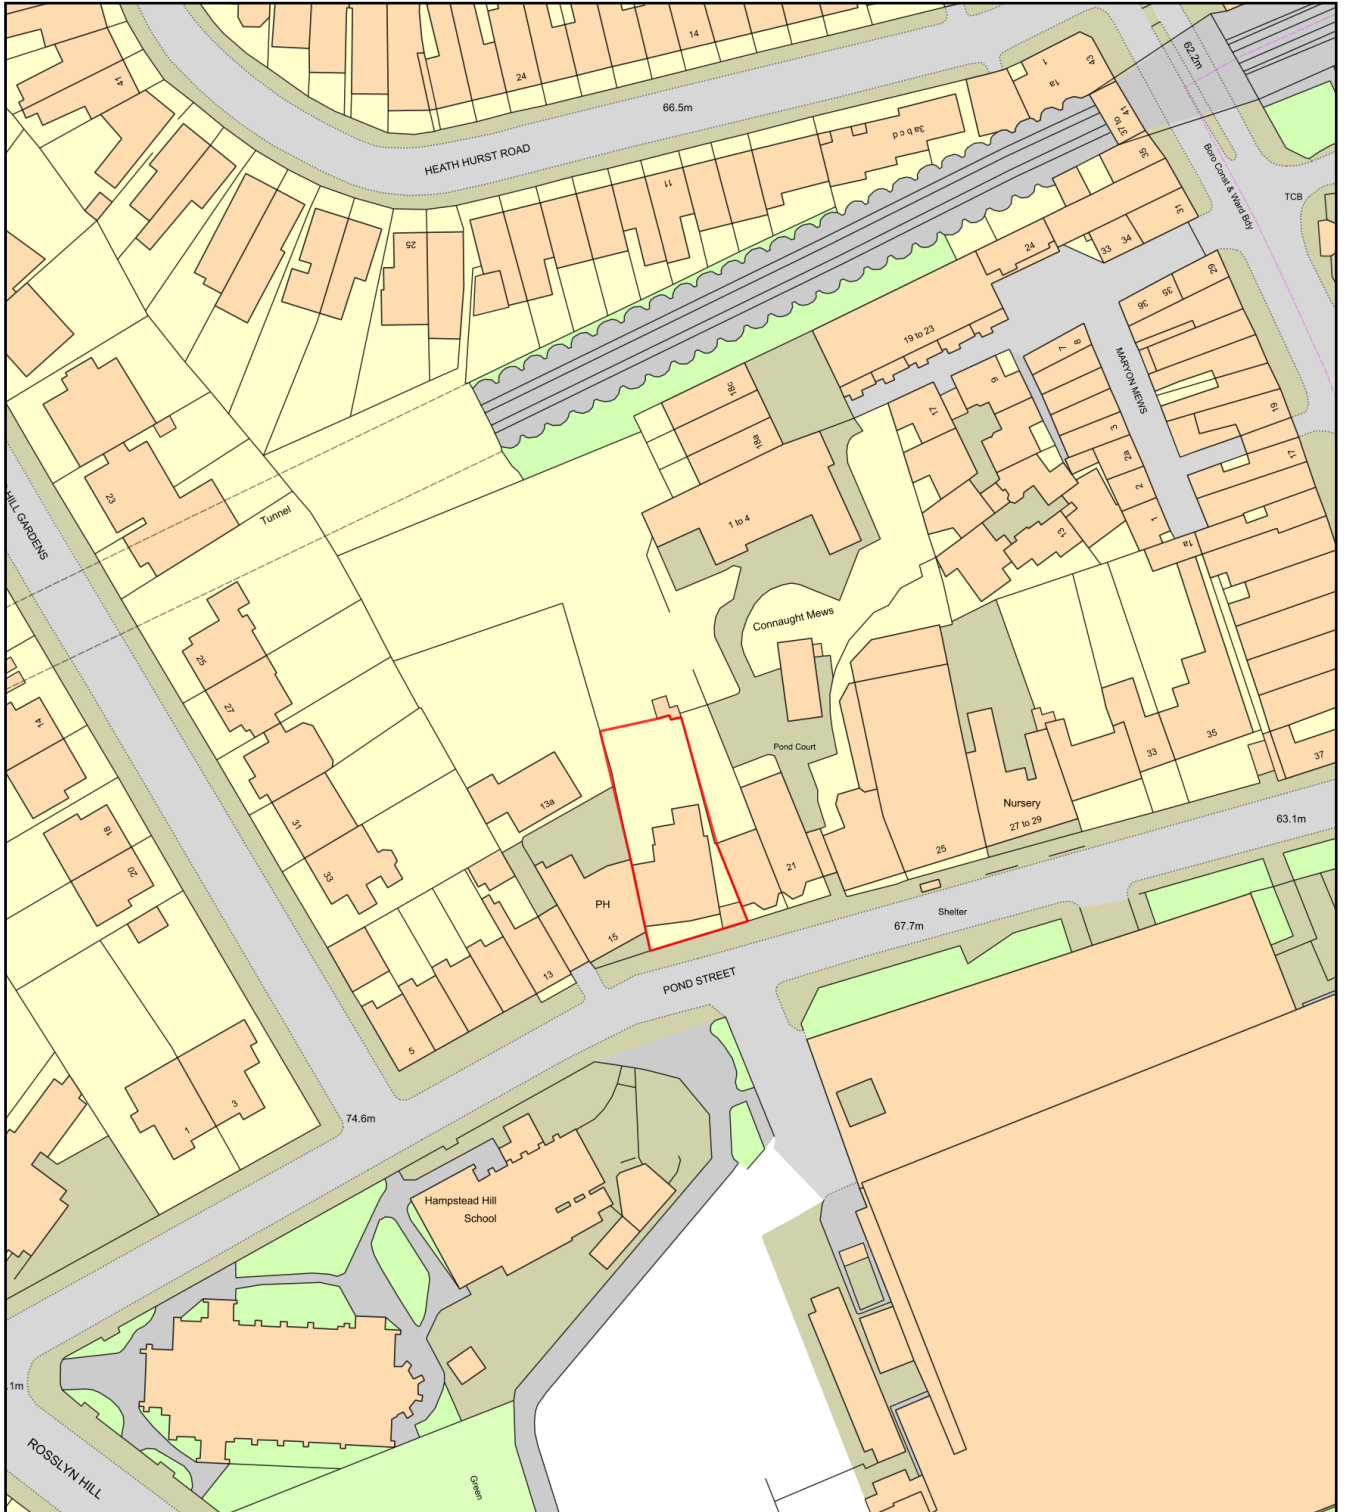 14
62.2m
43
1
1a
41
24
66.5m
37 to 41
3a b c d
HEATH HURST ROAD
35
Boro Const & Ward Bdy
TCB
11
31
34
33
25
24
29
35
36
19 to 23
8
7
MARYON MEWS
18c
9
17
19
3
18a
2a
17
23
2
1 to 4
Tunnel
HILL GARDENS
1
13
1a
Connaught Mews
25
27
14
35
Pond Court
33
37
13a
Nursery
31
27 to 29
63.1m
18
25
21
20
33
PH
Shelter
67.7m
15
13
POND STREET
5
3
74.6m
1
Hampstead Hill
School
.1m
ROSSLYN HILL
Green